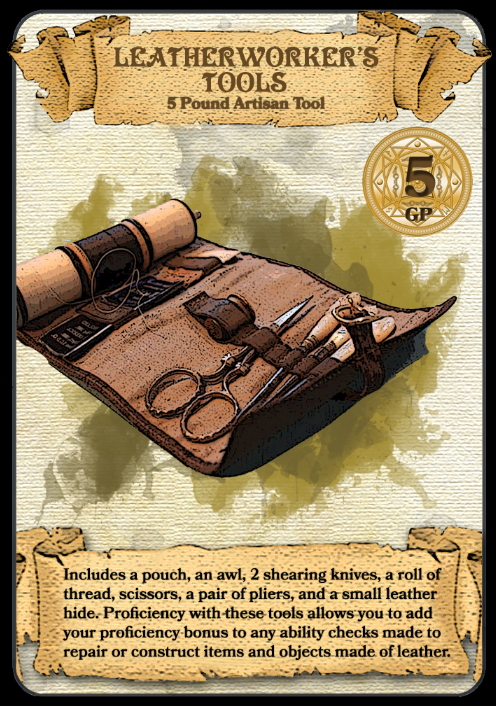 LEATHERWORKER'S
TOOLS
5 Pound Artisan Tool
5
GP
Includes a pouch, an awl, 2 shearing knives, a roll of
thread, scissors, a pair of pliers, and a small leather
hide. Proficiency with these tools allows you to add
your proficiency bonus to any ability checks made to
repair or construct items and objects made of leather.